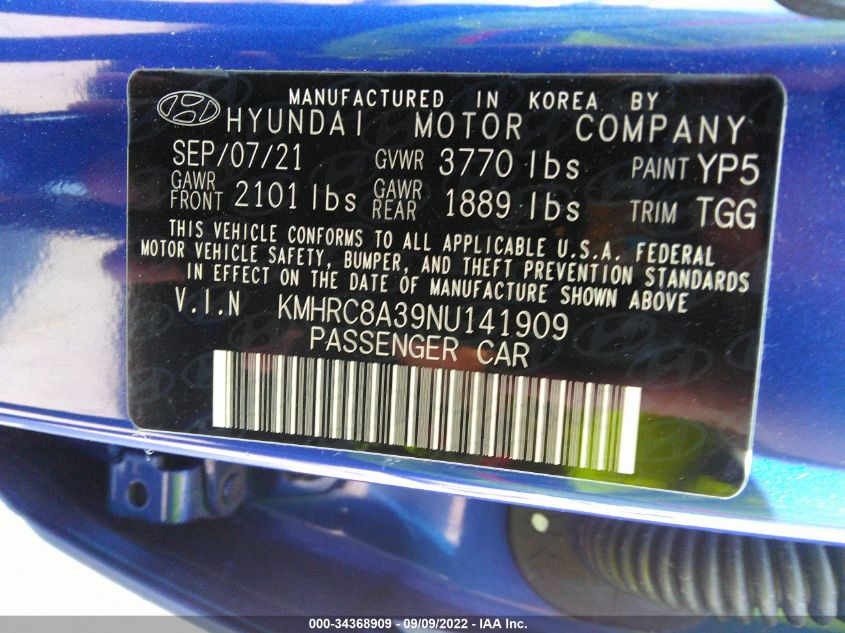 MANUFACTURED IN KOREA BY
HYUNDAI MOTOR COMPANY
SEP/07/21 GVWR 3770 lbs PAINT YP5
GAWR FRONT 2101 lbs GAWR REAR 1889 lbs TRIM TGG
THIS VEHICLE CONFORMS TO ALL APPLICABLE U.S.A. FEDERAL
MOTOR VEHICLE SAFETY, BUMPER, AND THEFT PREVENTION STANDARDS
IN EFFECT ON THE DATE OF MANUFACTURE SHOWN ABOVE
V.I.N KMHRC8A39NU141909
PASSENGER CAR
000-34368909 - 09/09/2022 - IAA Inc.